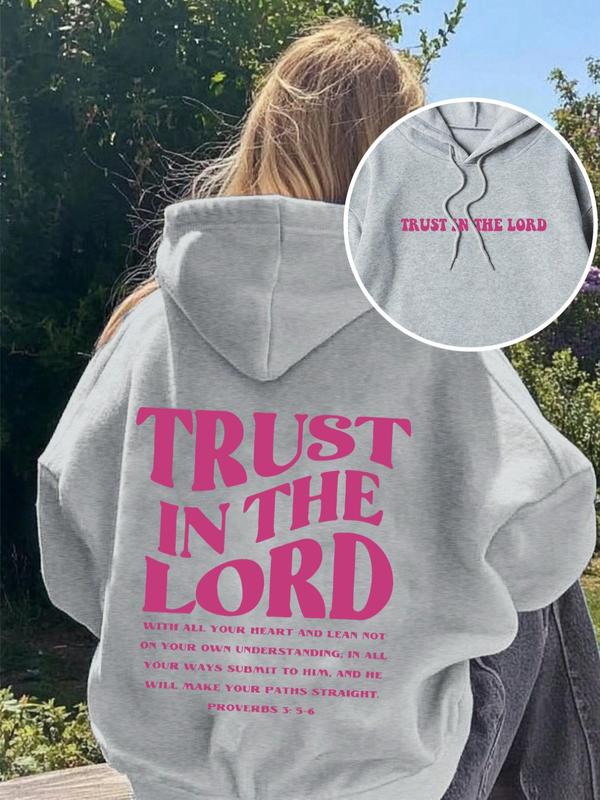 TRUST IN THE LORD
TRUST
IN THE
LORD
WITH ALL YOUR HEART AND LEAN NOT
ON YOUR OWN UNDERSTANDING; IN ALL
YOUR WAYS SUBMIT TO HIM, AND HE
WILL MAKE YOUR PATHS STRAIGHT.
PROVERBS 3: 5-6